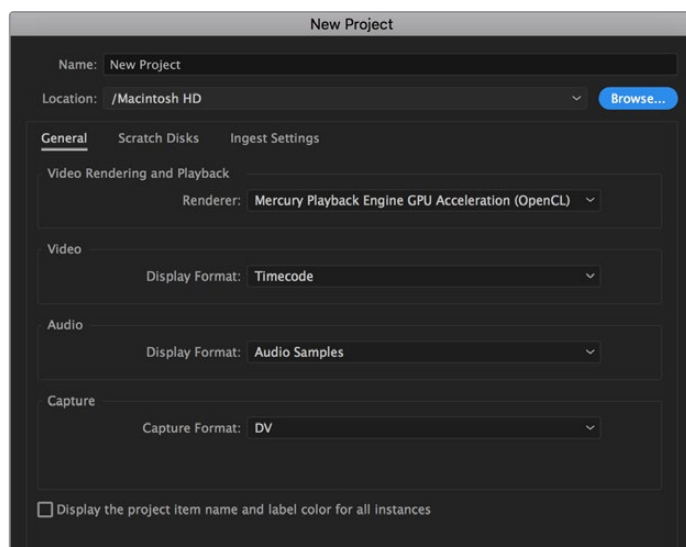 New Project
Name: New Project
Location: /Macintosh HD Browse...
General Scratch Disks Ingest Settings
Video Rendering and Playback
Renderer: Mercury Playback Engine GPU Acceleration (OpenCL)
Video
Display Format: Timecode
Audio
Display Format: Audio Samples
Capture
Capture Format: DV
Display the project item name and label color for all instances